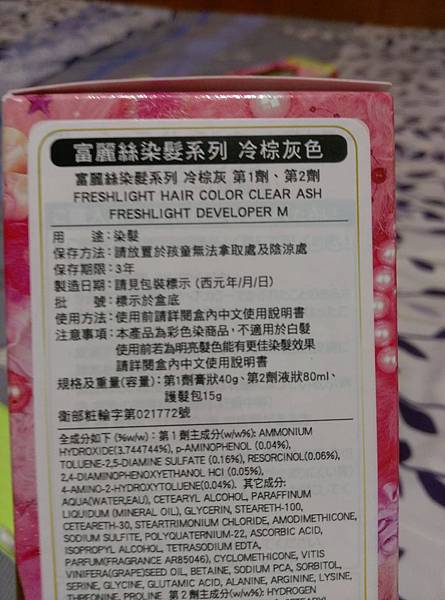 富麗絲染髮系列 冷棕灰色
富麗絲染髮系列 冷棕灰 第1劑、第2劑
FRESHLIGHT HAIR COLOR CLEAR ASH
FRESHLIGHT DEVELOPER M
用 途：染髮
保存方法：請放置於孩童無法拿取處及陰涼處
保存期限：3年
製造日期：請見包裝標示 (西元年/月/日)
批 號：標示於盒底
使用方法：使用前請詳閱盒內中文使用說明書
注意事項：本產品為彩色染商品，不適用於白髮
使用前若為明亮髮色能有更佳染髮效果
請詳閱盒內中文使用說明書
規格及重量(容量)：第1劑膏狀40g、第2劑液狀80ml、
護髮包15g
衛部粧輸字第021772號
全成分如下 (%w/w)：第1劑主成分(w/w%): AMMONIUM
HYDROXIDE(3.744744%), p-AMINOPHENOL (0.04%),
TOLUENE-2,5-DIAMINE SULFATE (0.16%), RESORCINOL(0.06%),
2,4-DIAMINOPHENOXYETHANOL HCI (0.05%),
4-AMINO-2-HYDROXYTOLUENE(0.04%). 其它成分:
AQUA(WATER,EAU), CETEARYL ALCOHOL, PARAFFINUM
LIQUIDUM (MINERAL OIL), GLYCERIN, STEARETH-100,
CETEARETH-30, STEARTRIMONIUM CHLORIDE, AMODIMETHICONE,
SODIUM SULFITE, POLYQUATERNIUM-22, ASCORBIC ACID,
ISOPROPYL ALCOHOL, TETRASODIUM EDTA,
PARFUM(FRAGRANCE AR85946), CYCLOMETHICONE, VITIS
VINIFERA(GRAPE)SEED OIL, BETAINE, SODIUM PCA, SORBITOL,
SERINE, GLYCINE, GLUTAMIC ACID, ALANINE, ARGININE, LYSINE,
THREONINE, PROLINE 第2劑主成分(w/w%): HYDROGEN